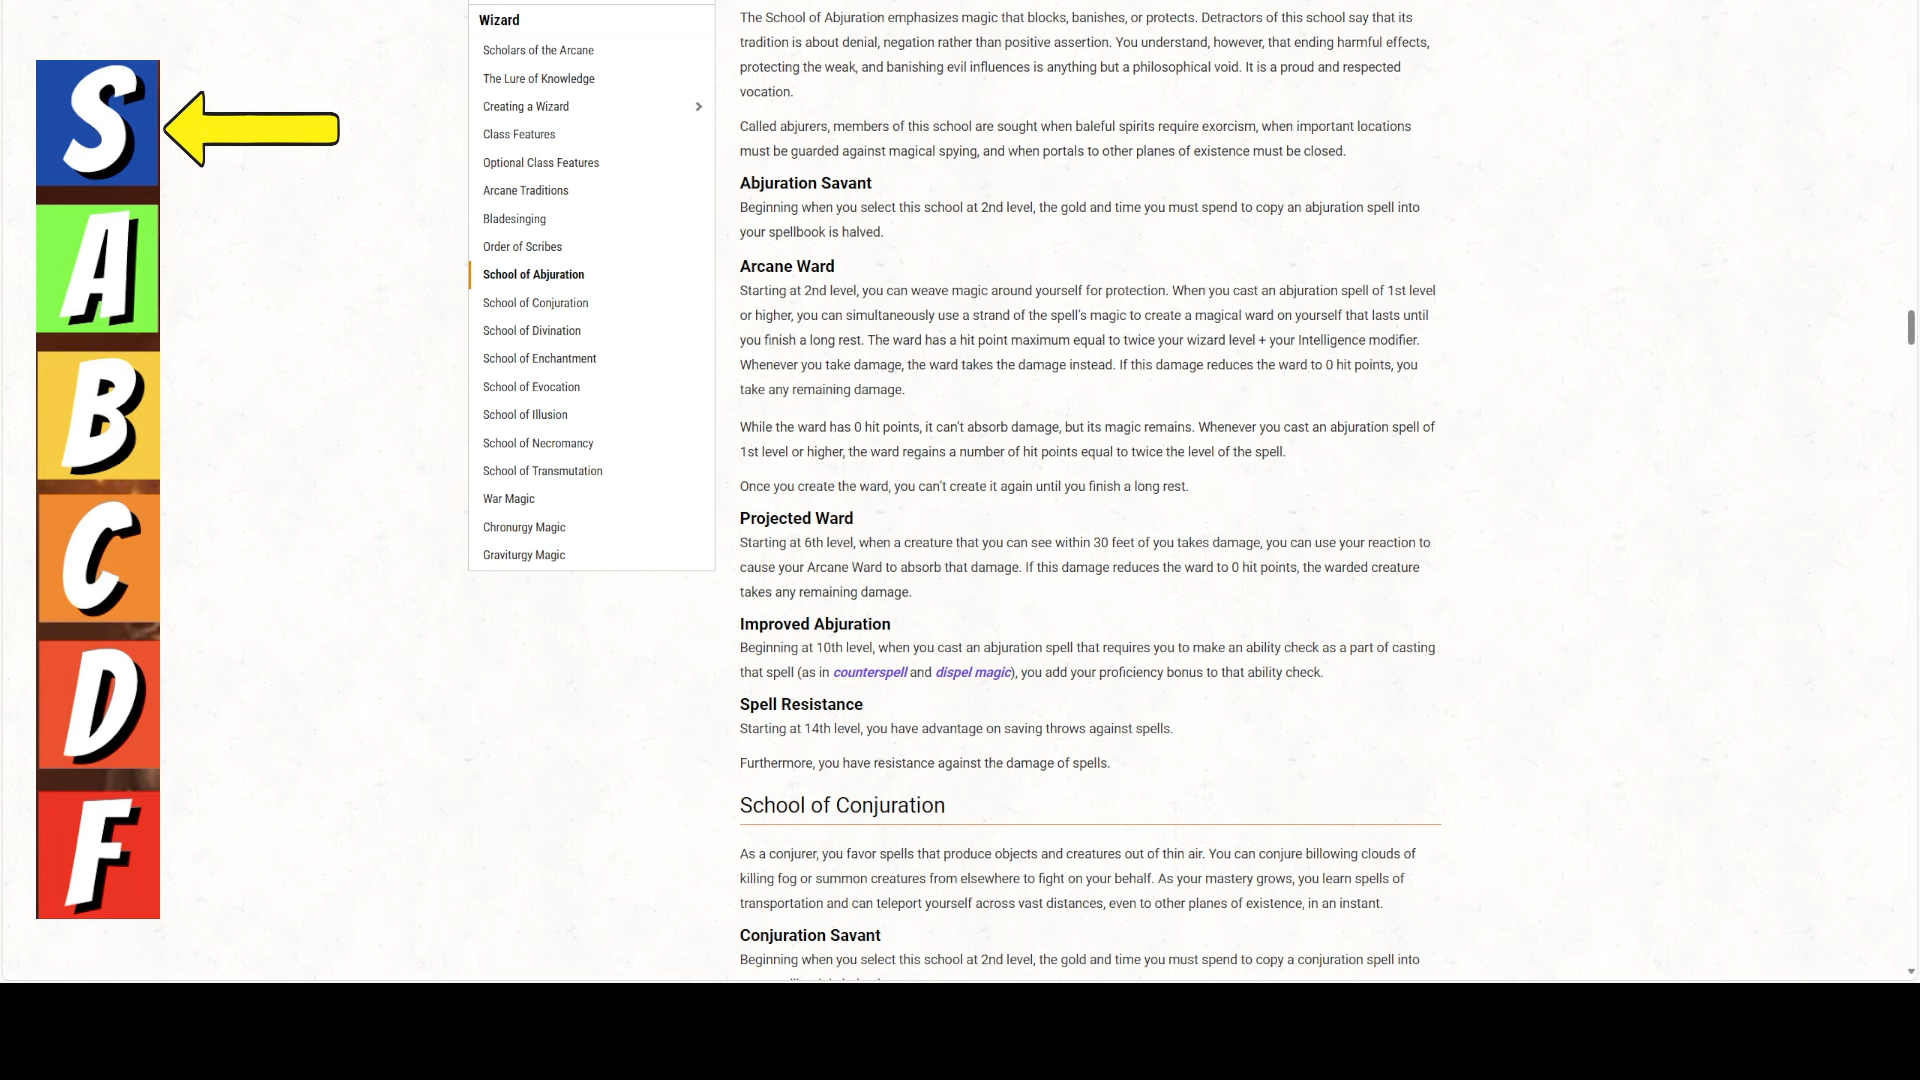 S
A
B
C
D
F
Wizard
Scholars of the Arcane
The Lure of Knowledge
Creating a Wizard
Class Features
Optional Class Features
Arcane Traditions
Bladesinging
Order of Scribes
School of Abjuration
School of Conjuration
School of Divination
School of Enchantment
School of Evocation
School of Illusion
School of Necromancy
School of Transmutation
War Magic
Chronurgy Magic
Graviturgy Magic
The School of Abjuration emphasizes magic that blocks, banishes, or protects. Detractors of this school say that its
tradition is about denial, negation rather than positive assertion. You understand, however, that ending harmful effects,
protecting the weak, and banishing evil influences is anything but a philosophical void. It is a proud and respected
vocation.
Called abjurers, members of this school are sought when baleful spirits require exorcism, when important locations
must be guarded against magical spying, and when portals to other planes of existence must be closed.
Abjuration Savant
Beginning when you select this school at 2nd level, the gold and time you must spend to copy an abjuration spell into
your spellbook is halved.
Arcane Ward
Starting at 2nd level, you can weave magic around yourself for protection. When you cast an abjuration spell of 1st level
or higher, you can simultaneously use a strand of the spell's magic to create a magical ward on yourself that lasts until
you finish a long rest. The ward has a hit point maximum equal to twice your wizard level + your Intelligence modifier.
Whenever you take damage, the ward takes the damage instead. If this damage reduces the ward to 0 hit points, you
take any remaining damage.
While the ward has 0 hit points, it can't absorb damage, but its magic remains. Whenever you cast an abjuration spell of
1st level or higher, the ward regains a number of hit points equal to twice the level of the spell.
Once you create the ward, you can't create it again until you finish a long rest.
Projected Ward
Starting at 6th level, when a creature that you can see within 30 feet of you takes damage, you can use your reaction to
cause your Arcane Ward to absorb that damage. If this damage reduces the ward to 0 hit points, the warded creature
takes any remaining damage.
Improved Abjuration
Beginning at 10th level, when you cast an abjuration spell that requires you to make an ability check as a part of casting
that spell (as in counterspell and dispel magic), you add your proficiency bonus to that ability check.
Spell Resistance
Starting at 14th level, you have advantage on saving throws against spells.
Furthermore, you have resistance against the damage of spells.
School of Conjuration
As a conjurer, you favor spells that produce objects and creatures out of thin air. You can conjure billowing clouds of
killing fog or summon creatures from elsewhere to fight on your behalf. As your mastery grows, you learn spells of
transportation and can teleport yourself across vast distances, even to other planes of existence, in an instant.
Conjuration Savant
Beginning when you select this school at 2nd level, the gold and time you must spend to copy a conjuration spell into